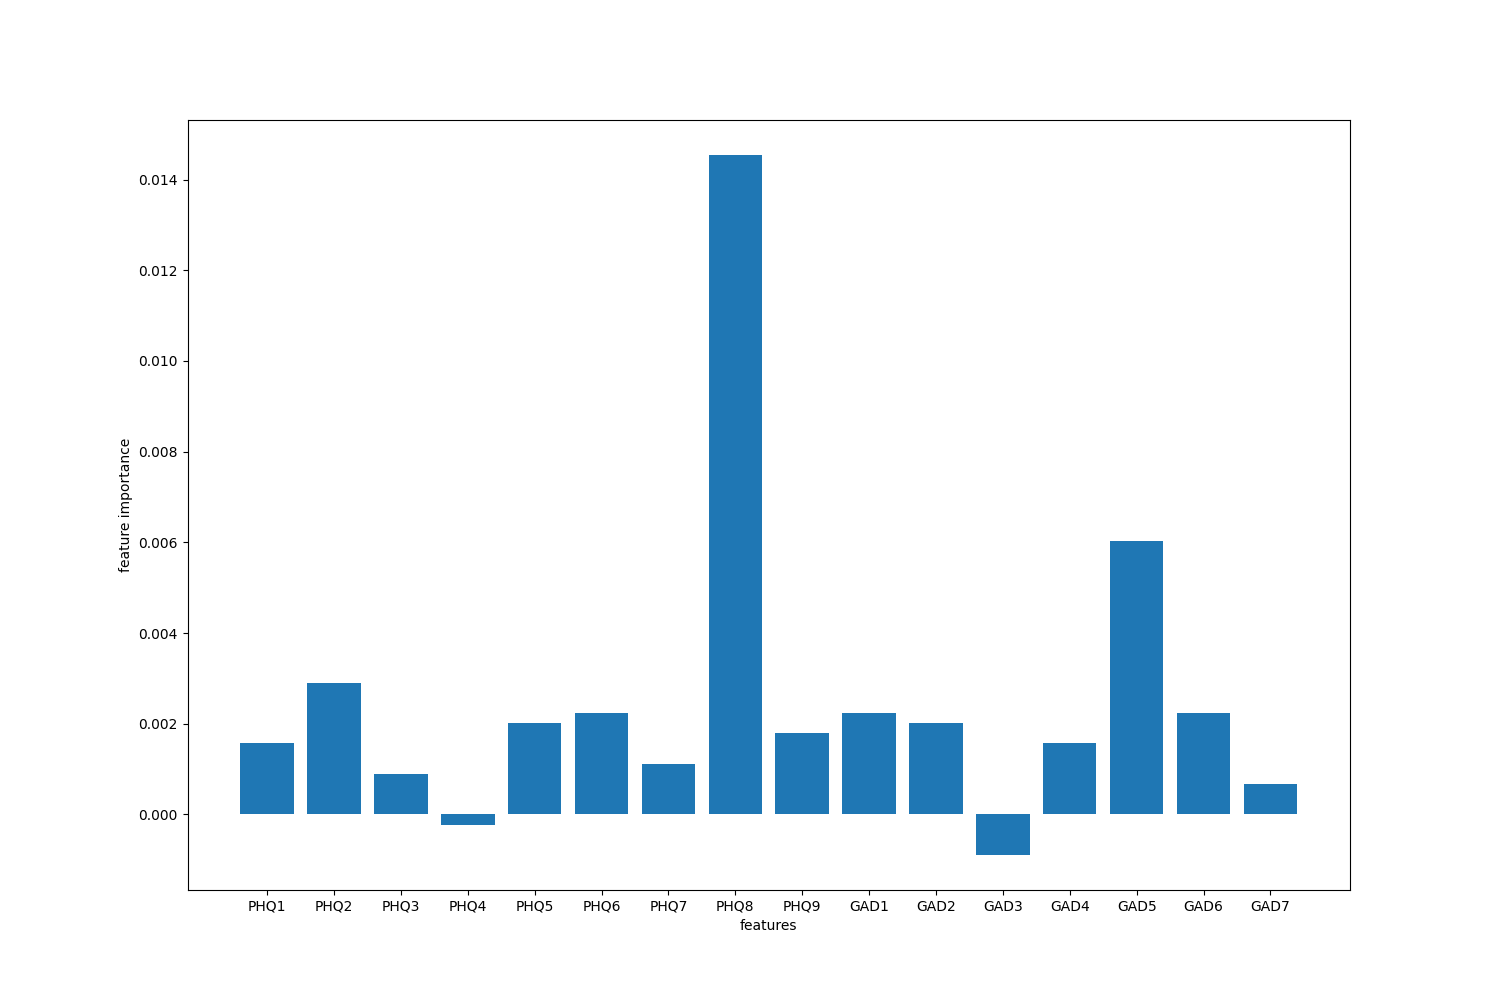 feature importance
0.014
0.012
0.010
0.008
0.006
0.004
0.002
0.000
PHQ1 PHQ2 PHQ3 PHQ4 PHQ5 PHQ6 PHQ7 PHQ8 PHQ9 GAD1 GAD2 GAD3 GAD4 GAD5 GAD6 GAD7
features